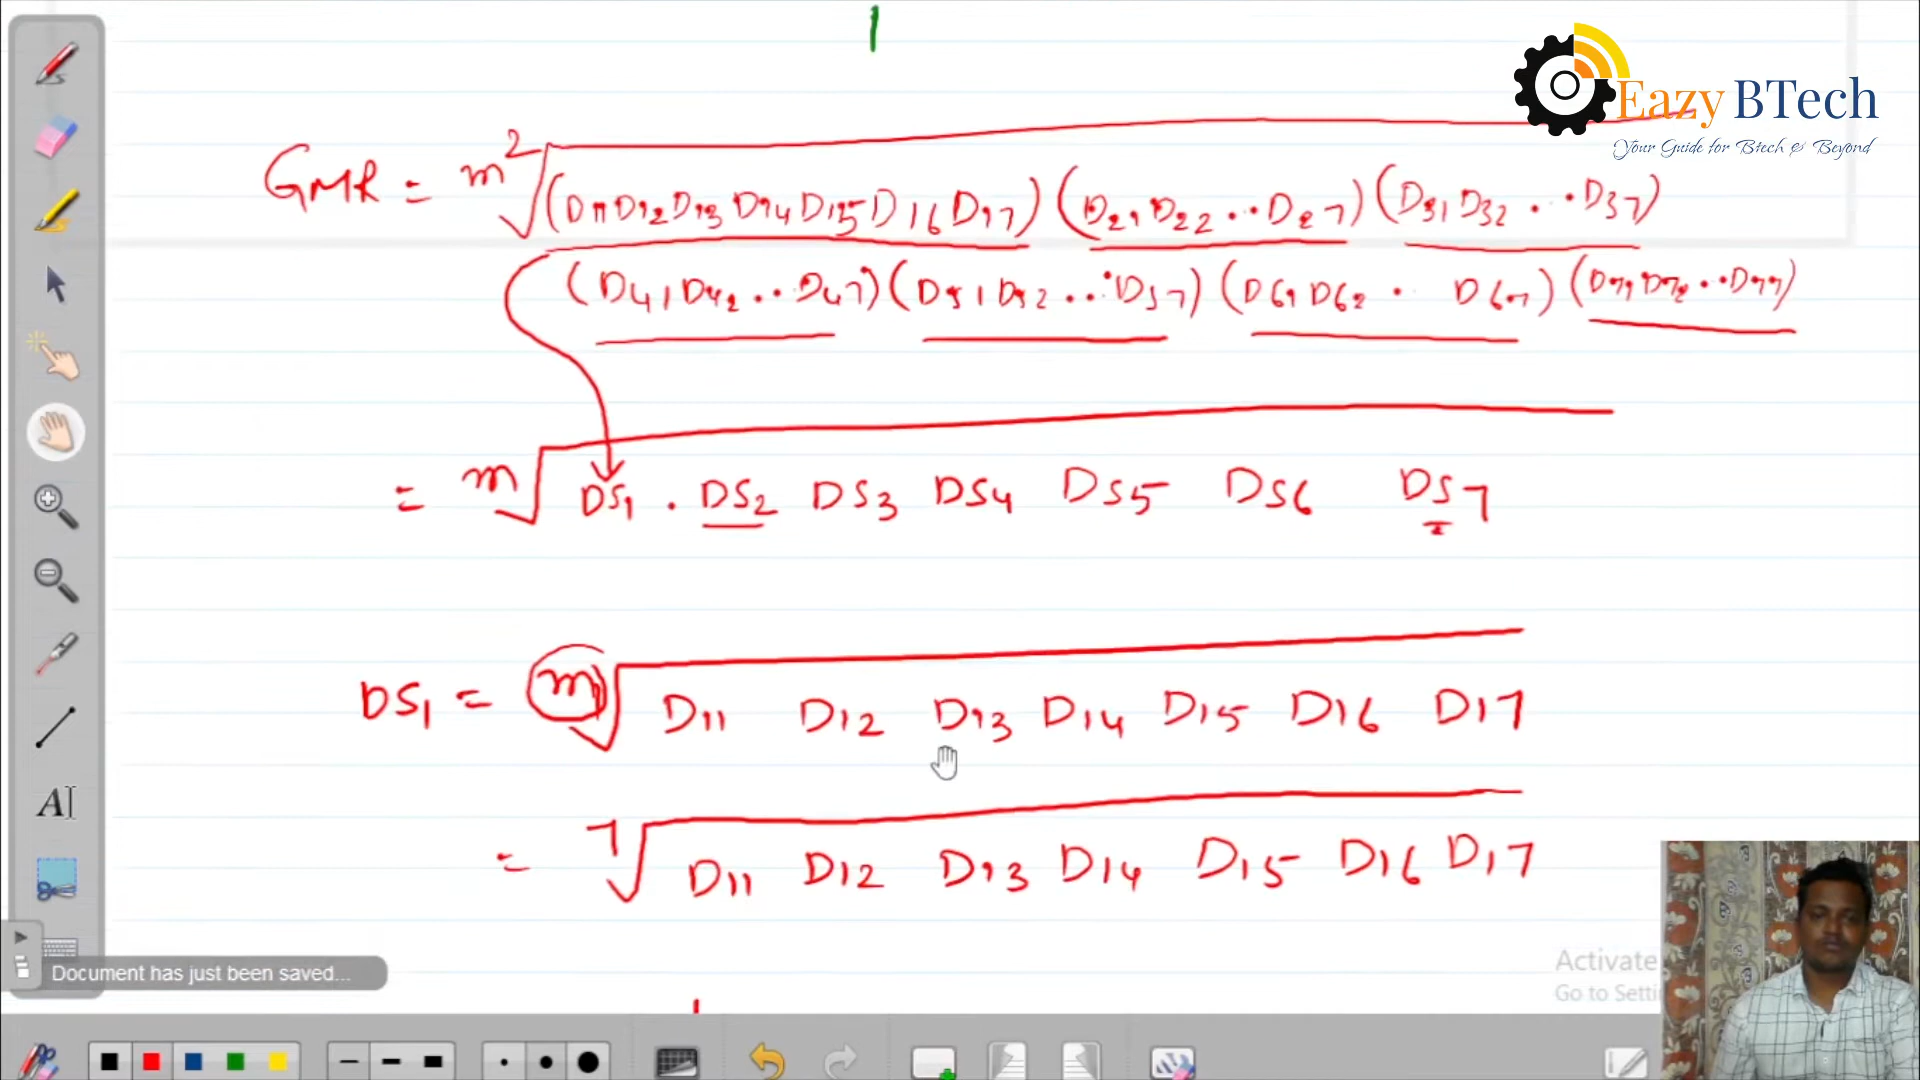 Eazy BTech
Your Guide for Btech & Beyond
GMR = m²√(D11 D12 D13 D14 D15 D16 D17) (D21 D22 ... D27) (D31 D32 ... D37)
(D41 D42 ... D47) (D51 D52 ... D57) (D61 D62 ... D67) (D71 D72 ... D77)
= m√DS1 . DS2 DS3 DS4 DS5 DS6 DS7
DS1 = m√D11 D12 D13 D14 D15 D16 D17
= 7√D11 D12 D13 D14 D15 D16 D17
Document has just been saved...
Activate
Go to Setti